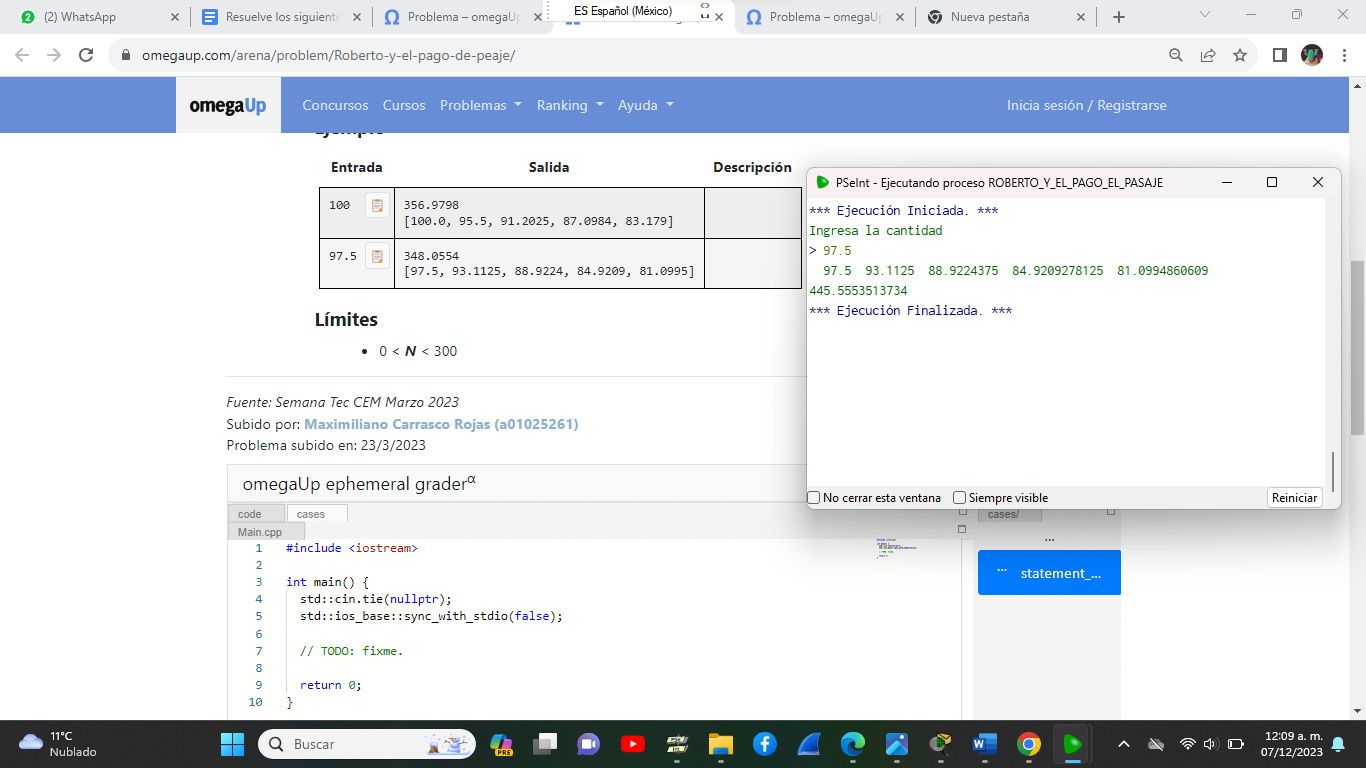 (2) WhatsApp
Resuelve los siguiente
Problema – omegaU
ES Español (México)
Problema – omegaU
Nueva pestaña
omegaup.com/arena/problem/Roberto-y-el-pago-de-peaje/
omegaUp
Concursos
Cursos
Problemas
Ranking
Ayuda
Inicia sesión / Registrarse
Ejemplo
Entrada Salida Descripción
100 356.9798
[100.0, 95.5, 91.2025, 87.0984, 83.179]
97.5 348.0554
[97.5, 93.1125, 88.9224, 84.9209, 81.0995]
Límites
0 < N < 300
Fuente: Semana Tec CEM Marzo 2023
Subido por: Maximiliano Carrasco Rojas (a01025261)
Problema subido en: 23/3/2023
omegaUp ephemeral graderα
code cases
Main.cpp
1 #include <iostream>
2
3 int main() {
4 std::cin.tie(nullptr);
5 std::ios_base::sync_with_stdio(false);
6
7 // TODO: fixme.
8
9 return 0;
10 }
PSeInt - Ejecutando proceso ROBERTO_Y_EL_PAGO_EL_PASAJE
*** Ejecución Iniciada. ***
Ingresa la cantidad
> 97.5
97.5 93.1125 88.9224375 84.9209278125 81.0994860609
445.5553513734
*** Ejecución Finalizada. ***
No cerrar esta ventana
Siempre visible
Reiniciar
cases/
...
... statement_...
11°C
Nublado
Buscar
PRE
12:09 a. m.
07/12/2023